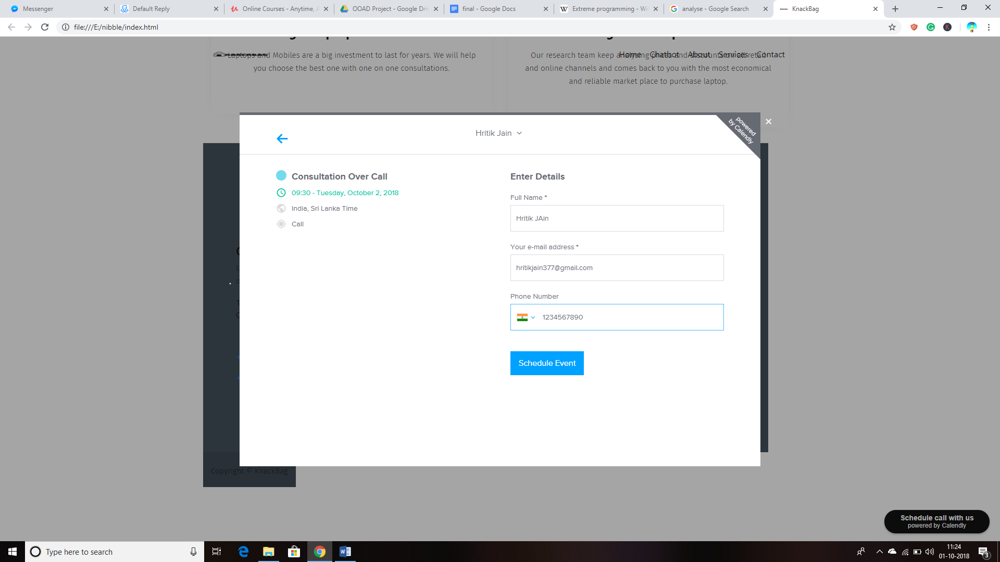 Messenger
Default Reply
Online Courses - Anytime,
OOAD Project - Google Dri
final - Google Docs
Extreme programming - Wi
analyse - Google Search
KnackBag
file:///E:/nibble/index.html
Laptops and Mobiles are a big investment to last for years. We will help
you choose the best one with one on one consultations.
Our research team keep analysing prices and discounts on all retail
and online channels and comes back to you with the most economical
and reliable market place to purchase laptop.
Home Chatbot About Services Contact
Hritik Jain
powered
by Calendly
Consultation Over Call
09:30 - Tuesday, October 2, 2018
India, Sri Lanka Time
Call
Enter Details
Full Name *
Hritik JAin
Your e-mail address *
hritikjain377@gmail.com
Phone Number
1234567890
Schedule Event
Copyright © KnackBag
Schedule call with us
powered by Calendly
Type here to search
11:24
01-10-2018
3